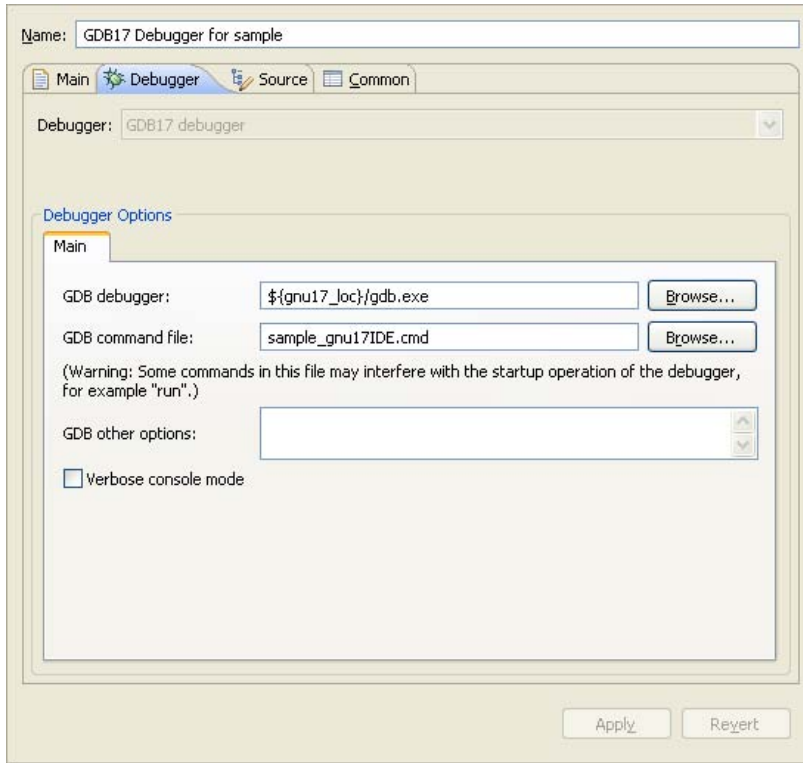 Name: GDB17 Debugger for sample
Main Debugger Source Common
Debugger: GDB17 debugger
Debugger Options
Main
GDB debugger: ${gnu17_loc}/gdb.exe Browse...
GDB command file: sample_gnu17IDE.cmd Browse...
(Warning: Some commands in this file may interfere with the startup operation of the debugger,
for example "run".)
GDB other options:
Verbose console mode
Apply Revert